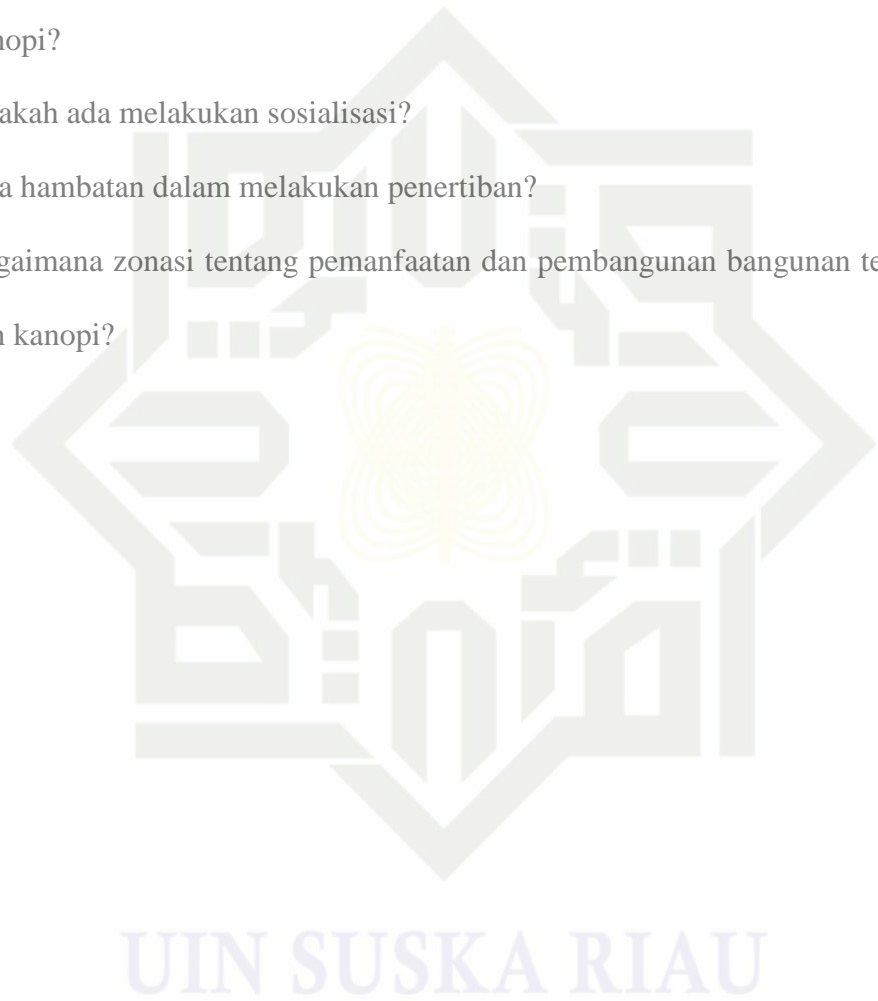 nopi?
akah ada melakukan sosialisasi?
a hambatan dalam melakukan penertiban?
gaimana zonasi tentang pemanfaatan dan pembangunan bangunan te
n kanopi?
UIN SUSKA RIAU